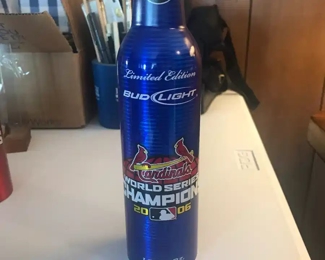 Limited Edition
BUD LIGHT
Cardinals
WORLD SERIES
CHAMPIONS
20 06